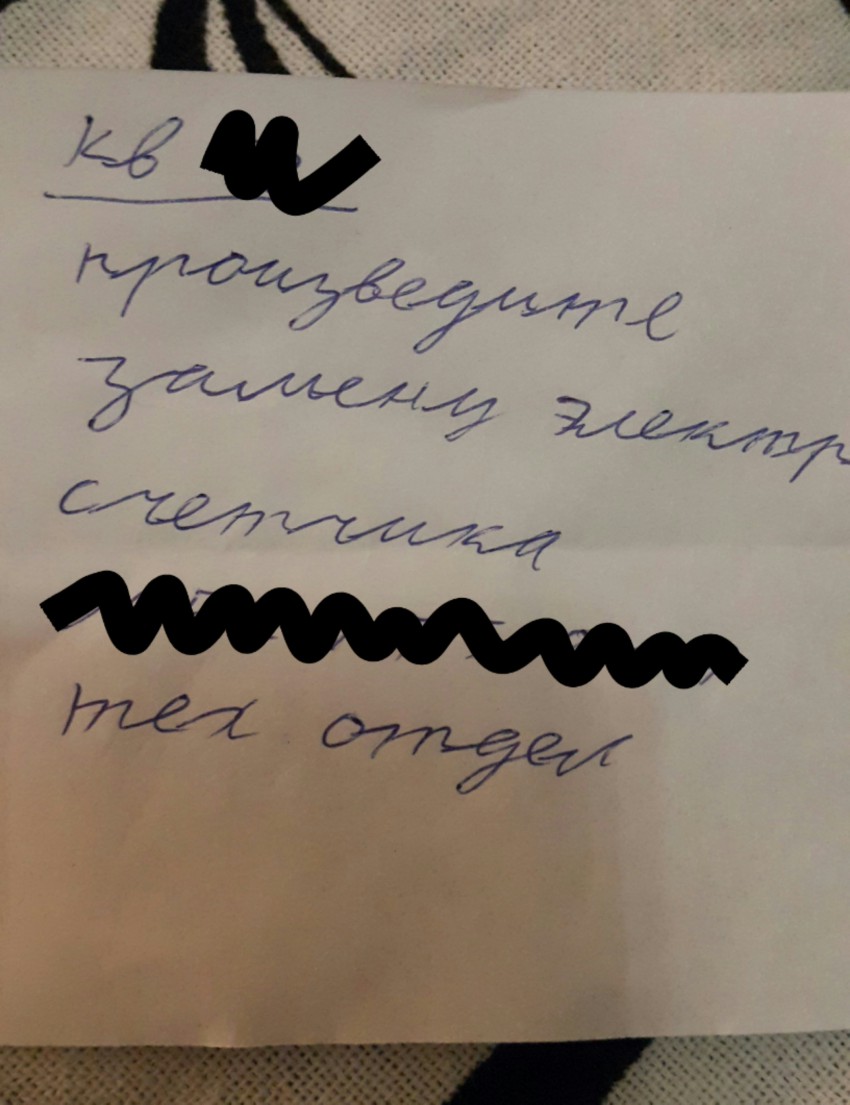 кв
произведите
замену электр
счетчика
тех отдел